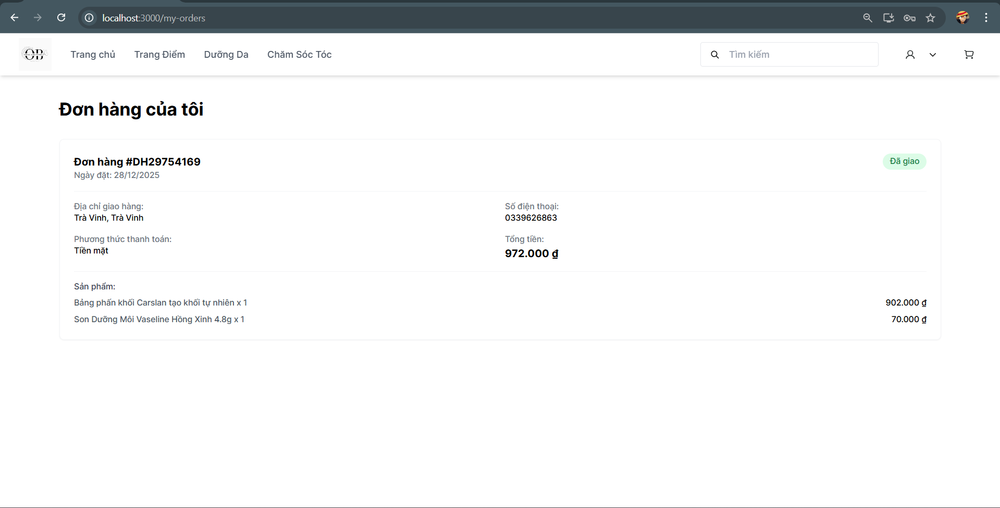 localhost:3000/my-orders
OB
Trang chủ
Trang Điểm
Dưỡng Da
Chăm Sóc Tóc
Tìm kiếm
Đơn hàng của tôi
Đơn hàng #DH29754169
Đã giao
Ngày đặt: 28/12/2025
Địa chỉ giao hàng:
Trà Vinh, Trà Vinh
Số điện thoại:
0339626863
Phương thức thanh toán:
Tiền mặt
Tổng tiền:
972.000 ₫
Sản phẩm:
Bảng phấn khối Carslan tạo khối tự nhiên x 1
902.000 ₫
Son Dưỡng Môi Vaseline Hồng Xinh 4.8g x 1
70.000 ₫